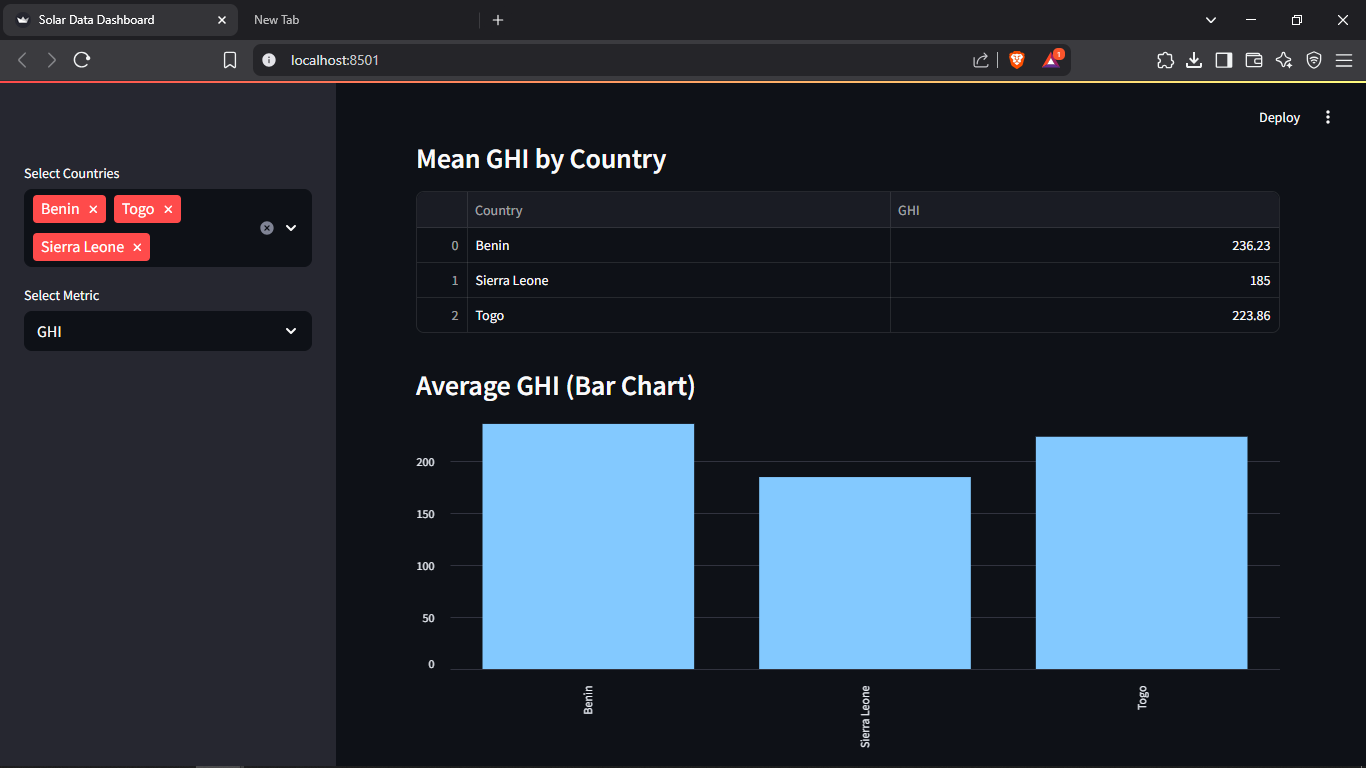 Solar Data Dashboard
New Tab
localhost:8501
1
Deploy
Select Countries
Benin
Togo
Sierra Leone
Select Metric
GHI
Mean GHI by Country
Country GHI
0 Benin 236.23
1 Sierra Leone 185
2 Togo 223.86
Average GHI (Bar Chart)
200
150
100
50
0
Benin
Sierra Leone
Togo